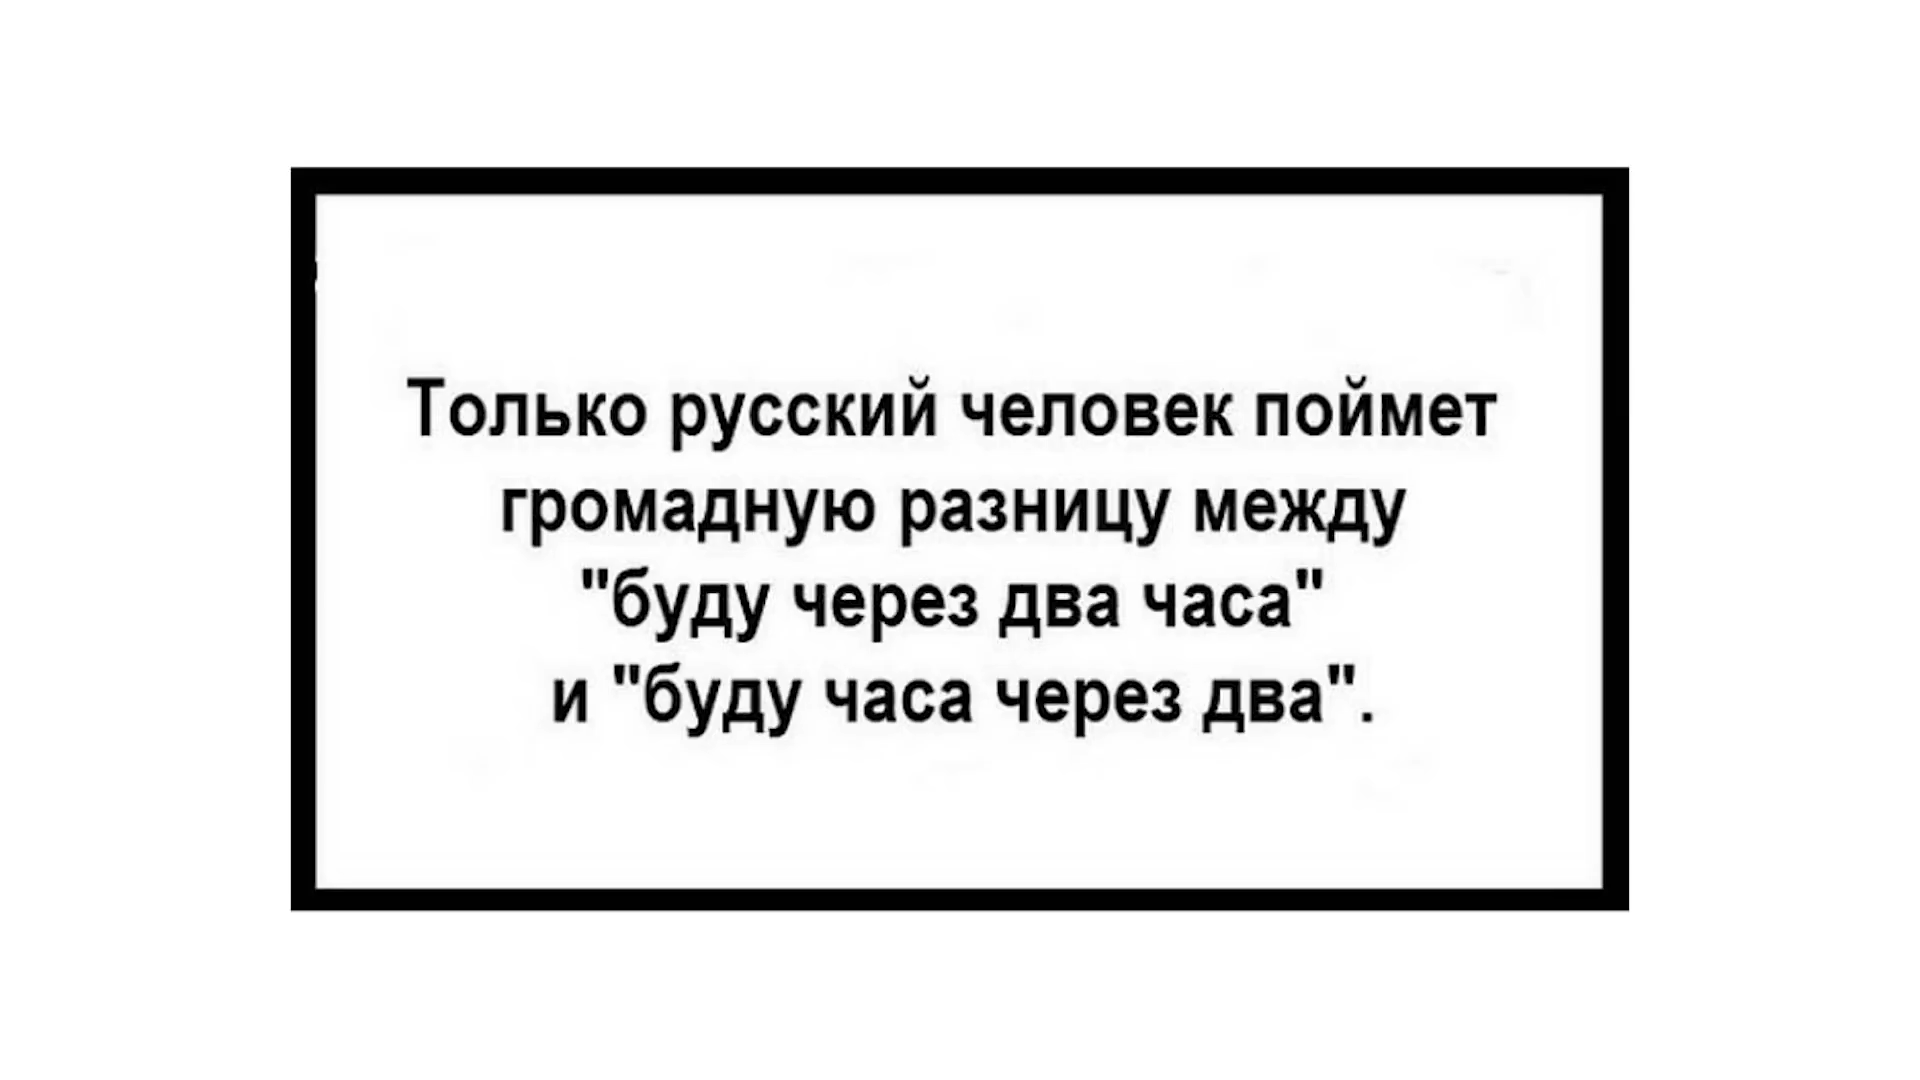 Только русский человек поймет
громадную разницу между
"буду через два часа"
и "буду часа через два".